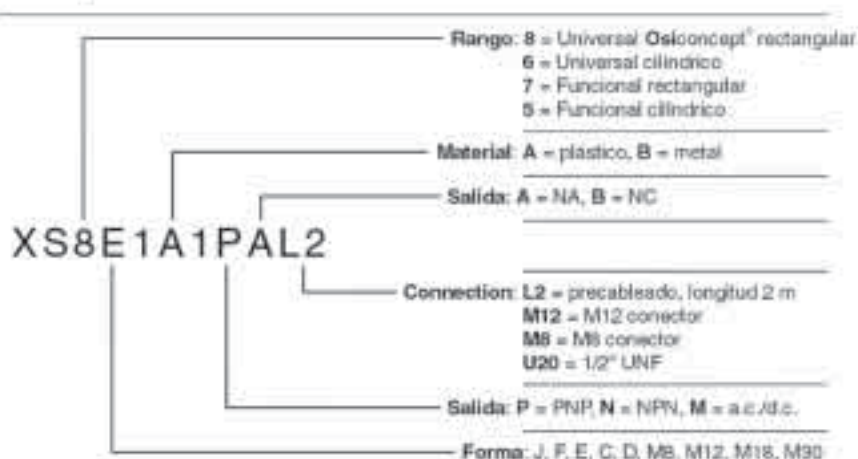 Rango: 8 = Universal Osiconcept® rectangular
6 = Universal cilíndrico
7 = Funcional rectangular
5 = Funcional cilíndrico
Material: A = plástico, B = metal
Salida: A = NA, B = NC
XS8E1A1PAL2
Connection: L2 = precableado, longitud 2 m
M12 = M12 conector
M8 = M8 conector
U20 = 1/2" UNF
Salida: P = PNP, N = NPN, M = a.c./d.c.
Forma: J, F, E, C, D, M8, M12, M18, M30